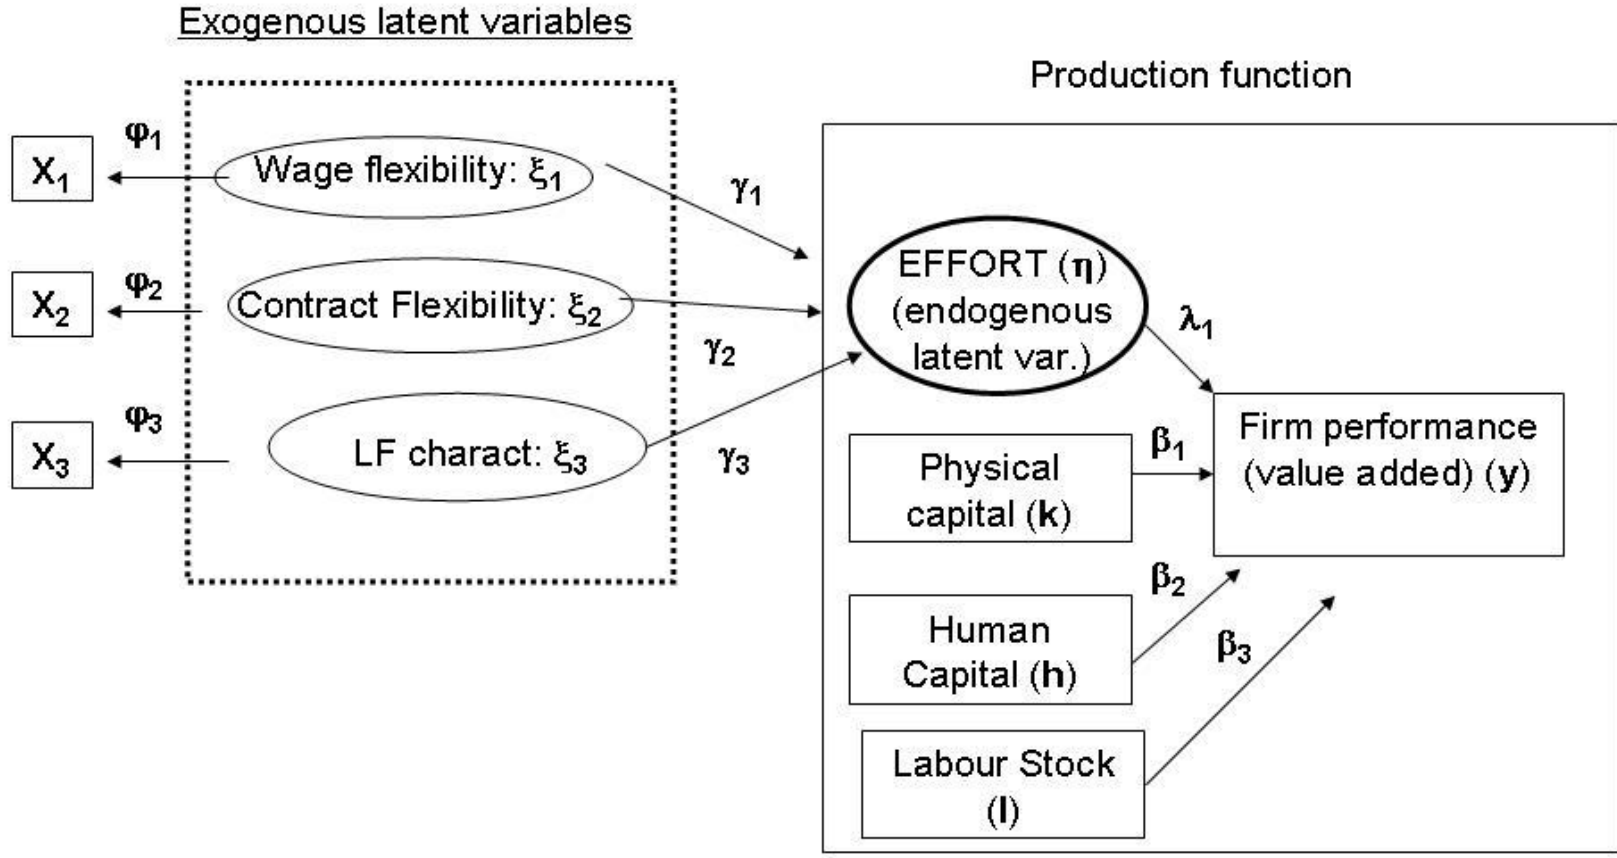 Exogenous latent variables
Production function
φ1
X1
Wage flexibility: ξ1
γ1
φ2
X2
Contract Flexibility: ξ2
γ2
φ3
X3
LF charact: ξ3
γ3
EFFORT (η)
(endogenous
latent var.)
λ1
Physical
capital (k)
β1
Firm performance
(value added) (y)
Human
Capital (h)
β2
Labour Stock
(l)
β3